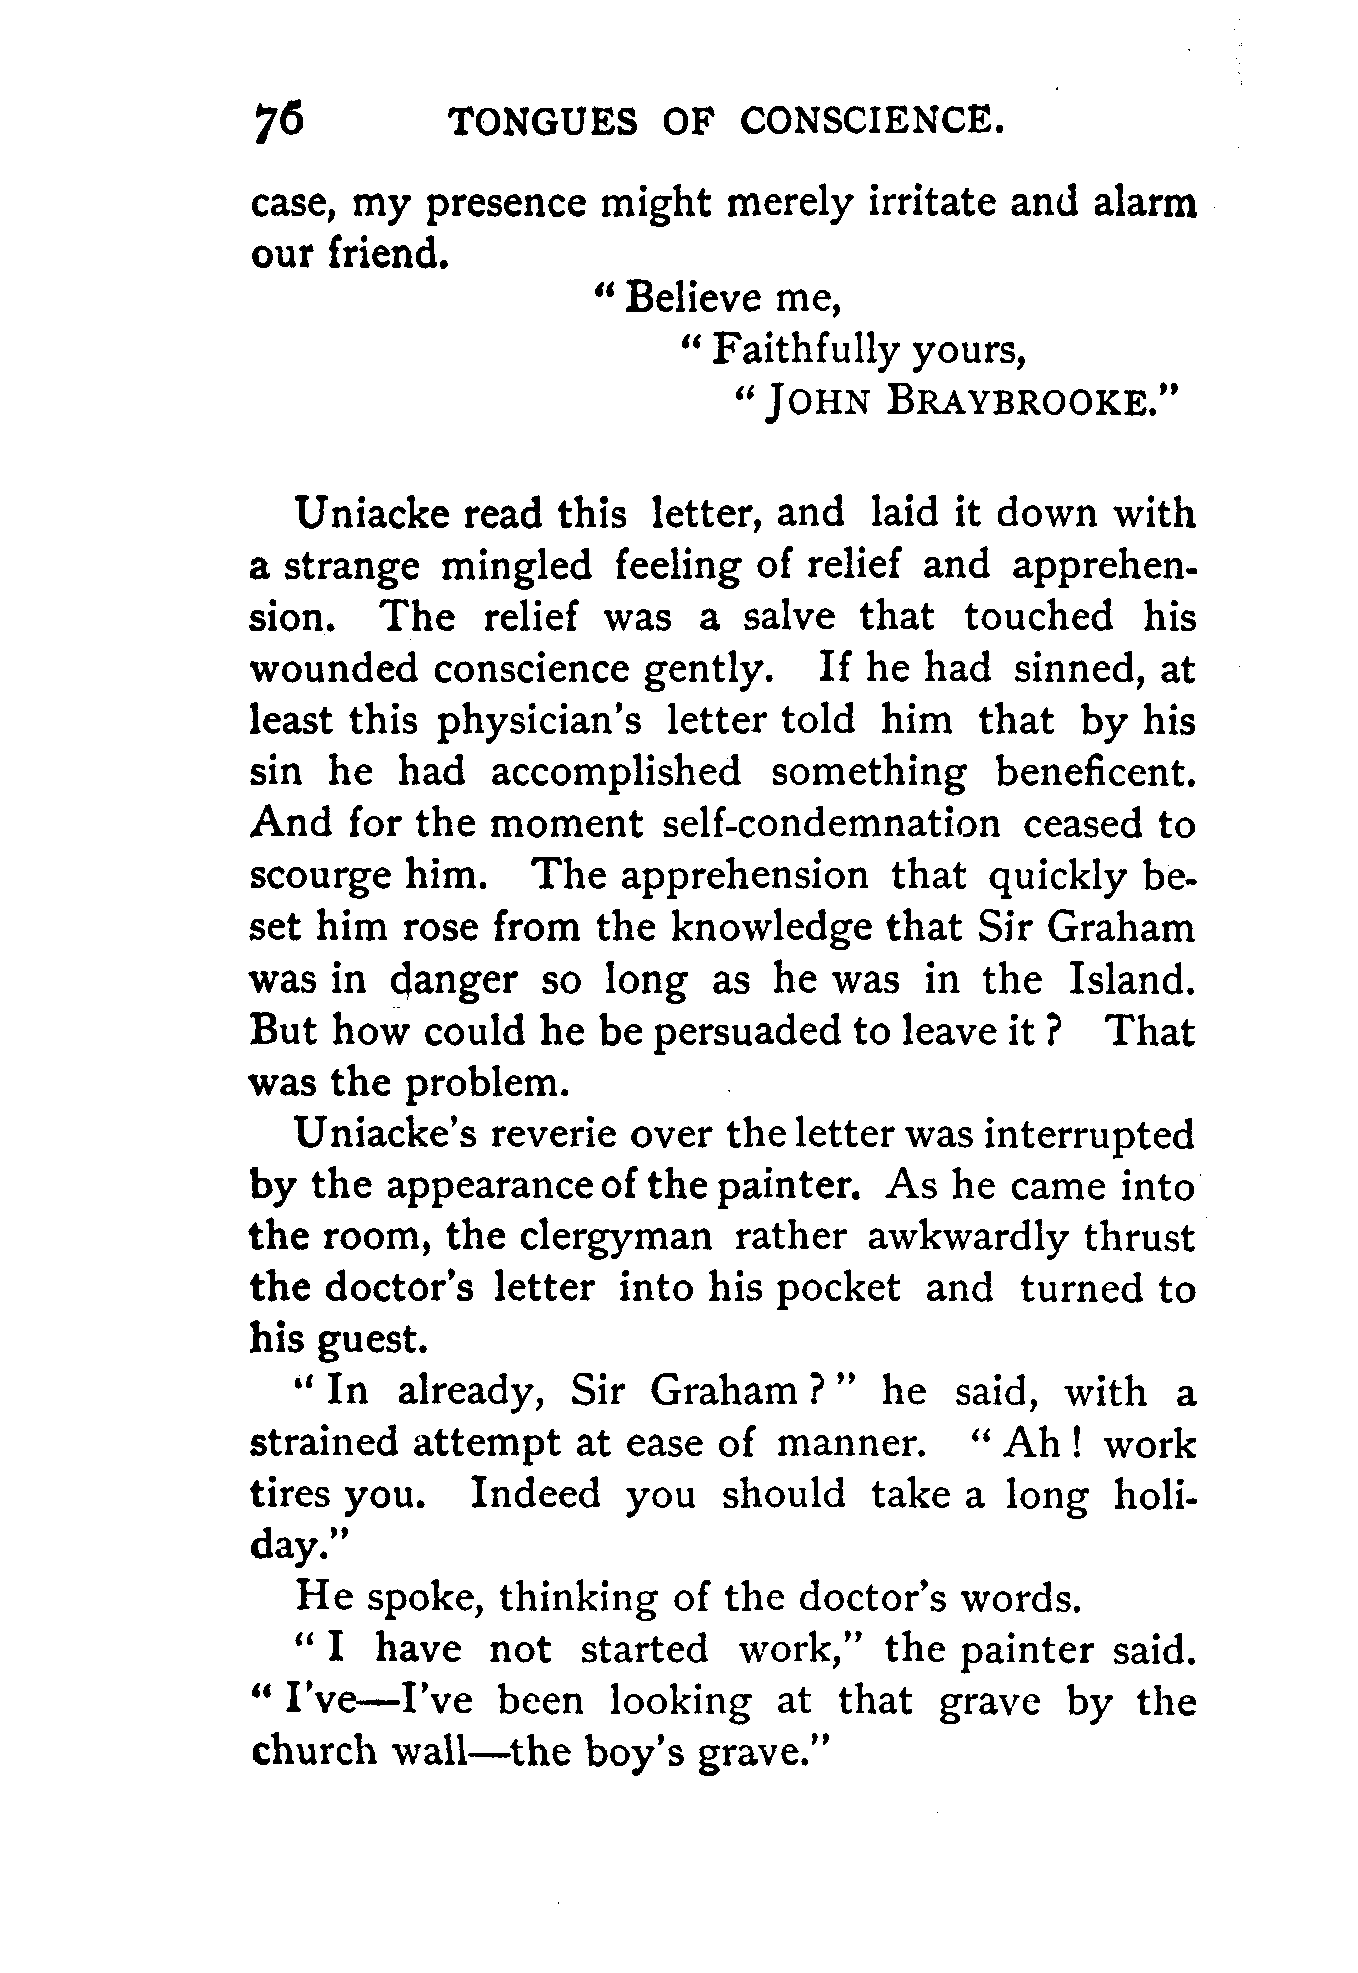 76 TONGUES OF CONSCIENCE.
case, my presence might merely irritate and alarm
our friend.
“ Believe me,
“ Faithfully yours,
“ JOHN BRAYBROOKE.”
Uniacke read this letter, and laid it down with
a strange mingled feeling of relief and apprehen-
sion. The relief was a salve that touched his
wounded conscience gently. If he had sinned, at
least this physician's letter told him that by his
sin he had accomplished something beneficent.
And for the moment self-condemnation ceased to
scourge him. The apprehension that quickly be-
set him rose from the knowledge that Sir Graham
was in danger so long as he was in the Island.
But how could he be persuaded to leave it ? That
was the problem.
Uniacke's reverie over the letter was interrupted
by the appearance of the painter. As he came into
the room, the clergyman rather awkwardly thrust
the doctor's letter into his pocket and turned to
his guest.
“ In already, Sir Graham ? ” he said, with a
strained attempt at ease of manner. “ Ah ! work
tires you. Indeed you should take a long holi-
day.”
He spoke, thinking of the doctor's words.
“ I have not started work,” the painter said.
“ I've—I've been looking at that grave by the
church wall—the boy's grave.”